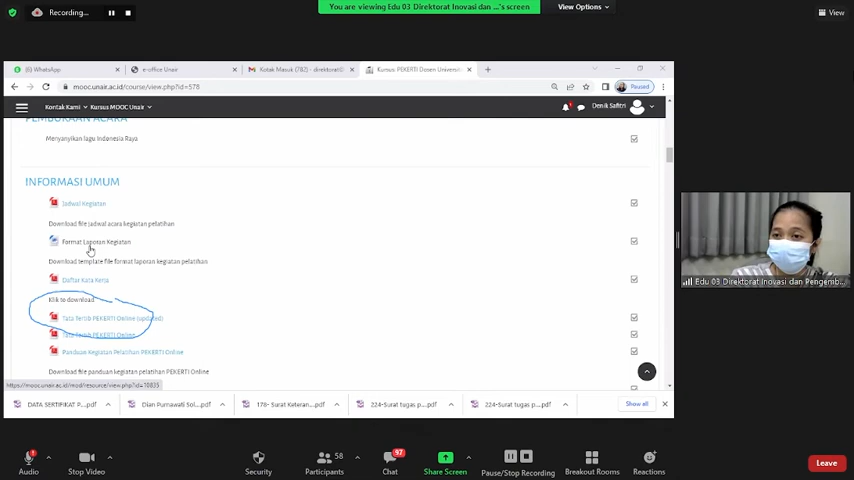 Recording...
You are viewing Edu 03 Direktorat Inovasi dan ...'s screen
View Options
View
(6) WhatsApp
e-office Unair
Kotak Masuk (782) - direktorat@
Kursus: PEKERTI Dosen Universit
mooc.unair.ac.id/course/view.php?id=578
Paused
Kontak Kami
Kursus MOOC Unair
Denik Safitri
PEMBUKAAN ACARA
Menyanyikan lagu Indonesia Raya
INFORMASI UMUM
Jadwal Kegiatan
Download file jadwal acara kegiatan pelatihan
Format Laporan Kegiatan
Download template file format laporan kegiatan pelatihan
Daftar Kata Kerja
Klik to download
Tata Tertib PEKERTI Online (updated)
Tata Tertib PEKERTI Online
Panduan Kegiatan Pelatihan PEKERTI Online
Download file panduan kegiatan pelatihan PEKERTI Online
https://mooc.unair.ac.id/mod/resource/view.php?id=10835
DATA SERTIFIKAT P....pdf
Dian Purnawati Sol....pdf
178- Surat Keteran....pdf
224-Surat tugas p....pdf
224-Surat tugas p....pdf
Show all
Edu 03 Direktorat Inovasi dan Pengemb...
Audio
Stop Video
Security
58
Participants
97
Chat
Share Screen
Pause/Stop Recording
Breakout Rooms
Reactions
Leave